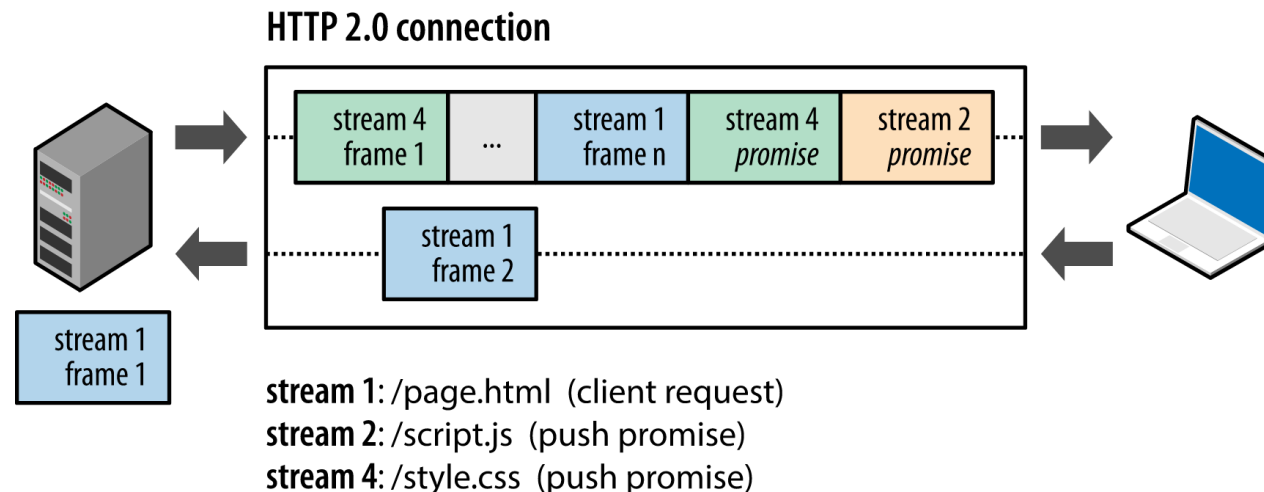 HTTP 2.0 connection
stream 4
frame 1
...
stream 1
frame n
stream 4
promise
stream 2
promise
stream 1
frame 2
stream 1
frame 1
stream 1: /page.html (client request)
stream 2: /script.js (push promise)
stream 4: /style.css (push promise)